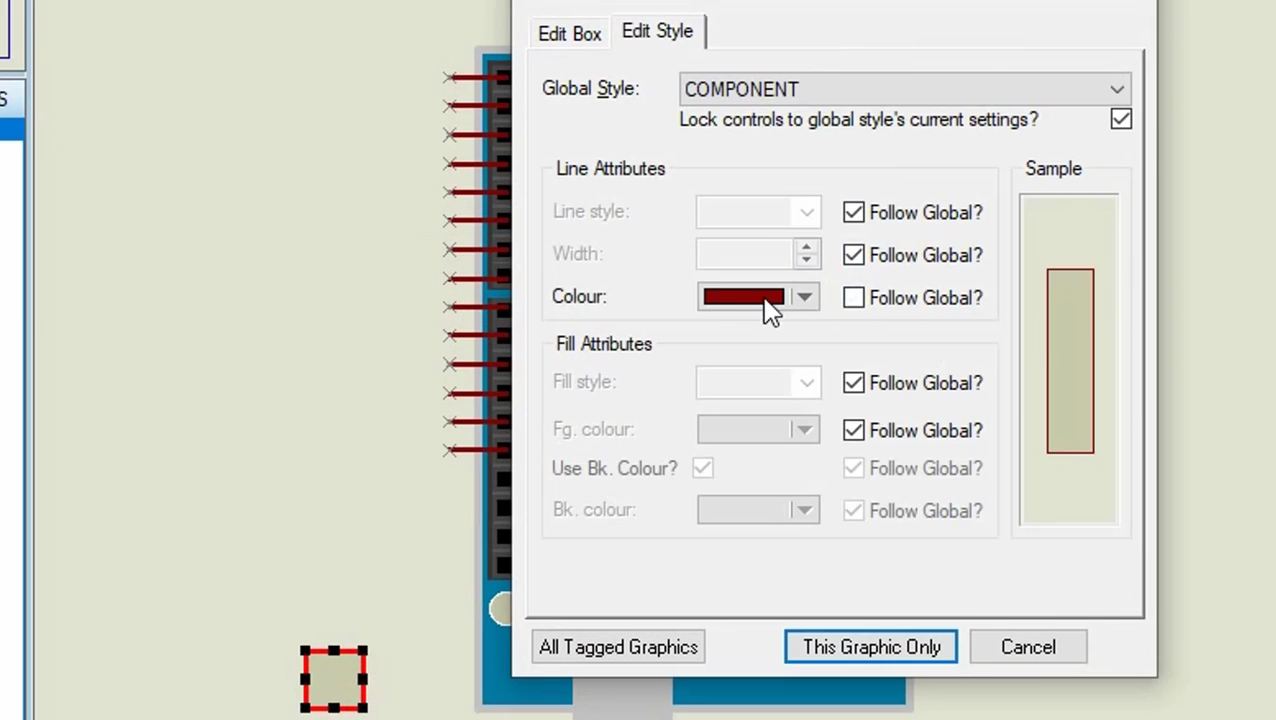 S
Edit Box
Edit Style
Global Style:
COMPONENT
Lock controls to global style's current settings?
Line Attributes
Sample
Line style:
Follow Global?
Width:
Follow Global?
Colour:
Follow Global?
Fill Attributes
Fill style:
Follow Global?
Fg. colour:
Follow Global?
Use Bk. Colour?
Follow Global?
Bk. colour:
Follow Global?
All Tagged Graphics
This Graphic Only
Cancel